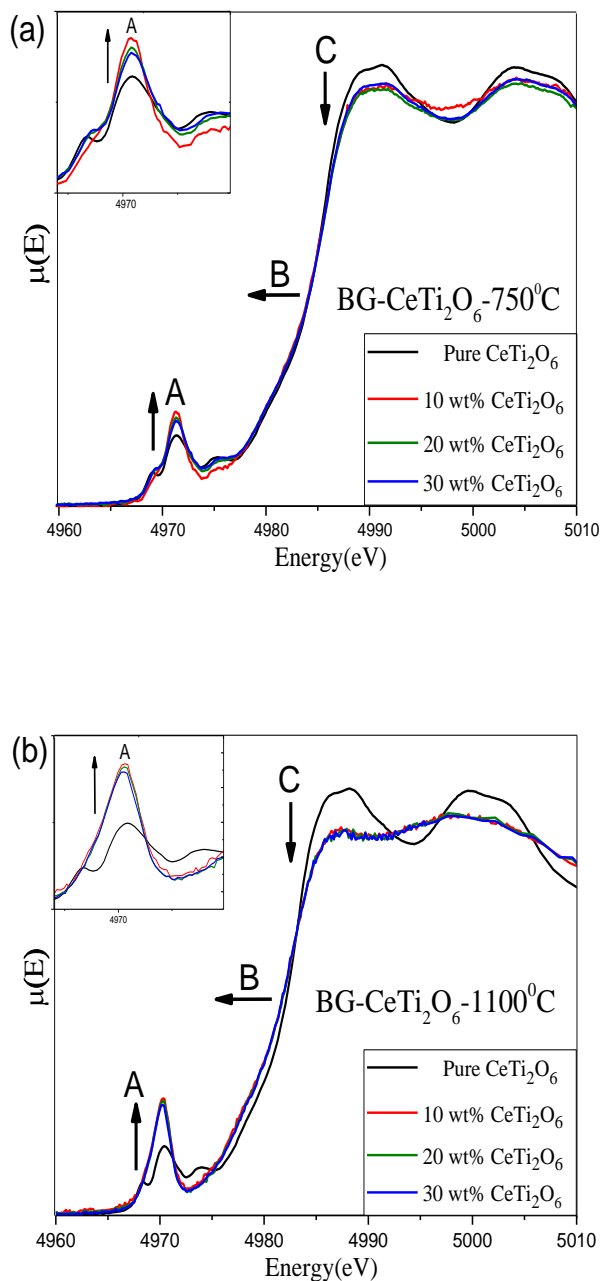 (a)
A
4970
C
B
A
μ(E)
BG-CeTi₂O₆-750⁰C
Pure CeTi₂O₆
10 wt% CeTi₂O₆
20 wt% CeTi₂O₆
30 wt% CeTi₂O₆
4960 4970 4980 4990 5000 5010
Energy(eV)
(b)
A
4970
C
B
A
μ(E)
BG-CeTi₂O₆-1100⁰C
Pure CeTi₂O₆
10 wt% CeTi₂O₆
20 wt% CeTi₂O₆
30 wt% CeTi₂O₆
4960 4970 4980 4990 5000 5010
Energy(eV)